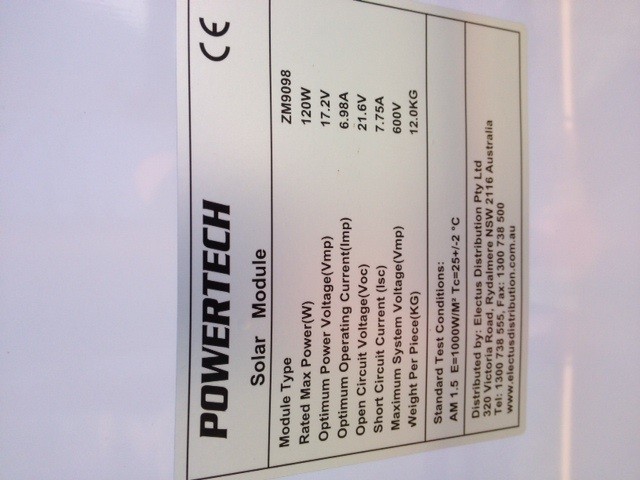 POWERTECH CE
Solar Module
Module Type ZM9098
Rated Max Power(W) 120W
Optimum Power Voltage(Vmp) 17.2V
Optimum Operating Current(Imp) 6.98A
Open Circuit Voltage(Voc) 21.6V
Short Circuit Current (Isc) 7.75A
Maximum System Voltage(Vmp) 600V
Weight Per Piece(KG) 12.0KG
Standard Test Conditions:
AM 1.5 E=1000W/M² Tc=25+/-2 °C
Distributed by: Electus Distribution Pty Ltd
320 Victoria Road, Rydalmere NSW 2116 Australia
Tel: 1300 738 555, Fax: 1300 738 500
www.electusdistribution.com.au